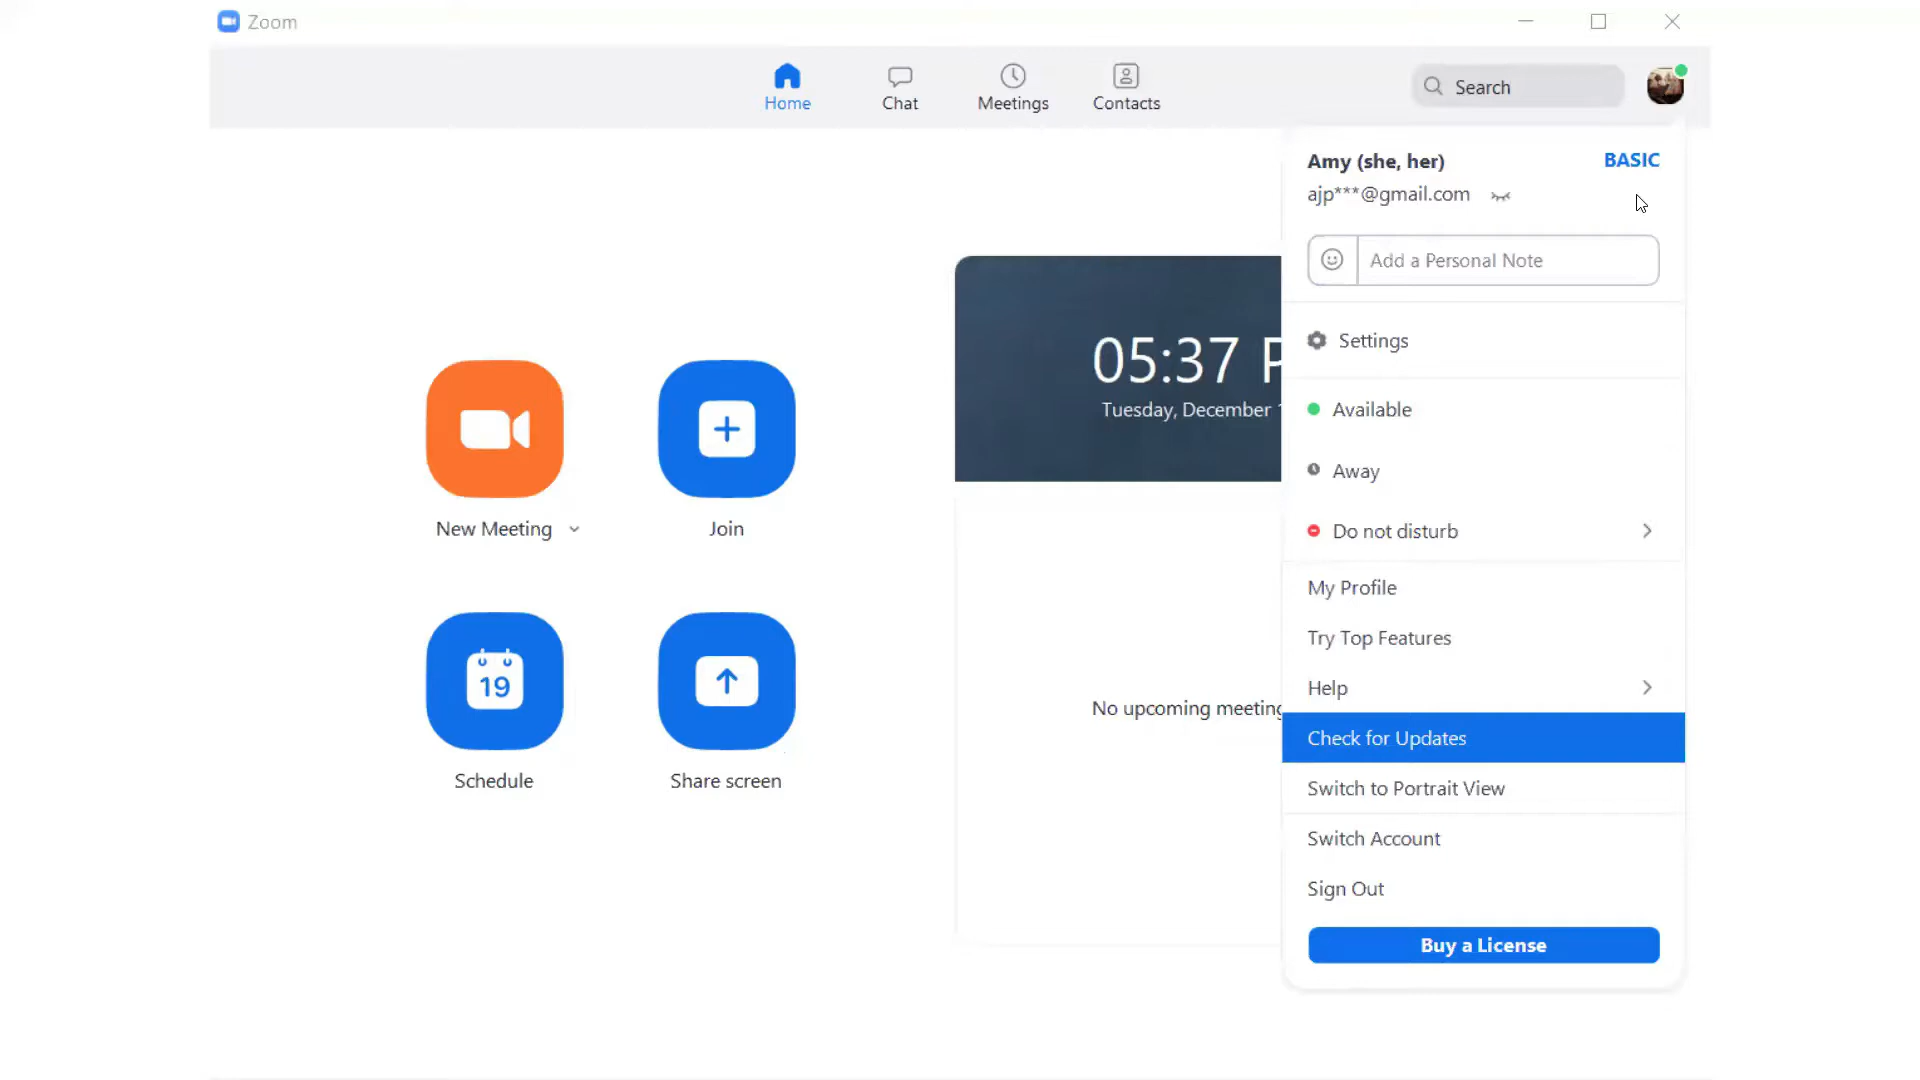 Zoom
Home
Chat
Meetings
Contacts
Search
Amy (she, her)
BASIC
ajp***@gmail.com
Add a Personal Note
Settings
Available
Away
Do not disturb
My Profile
Try Top Features
Help
Check for Updates
Switch to Portrait View
Switch Account
Sign Out
Buy a License
05:37
Tuesday, December
No upcoming
New Meeting
Join
19
Schedule
Share screen